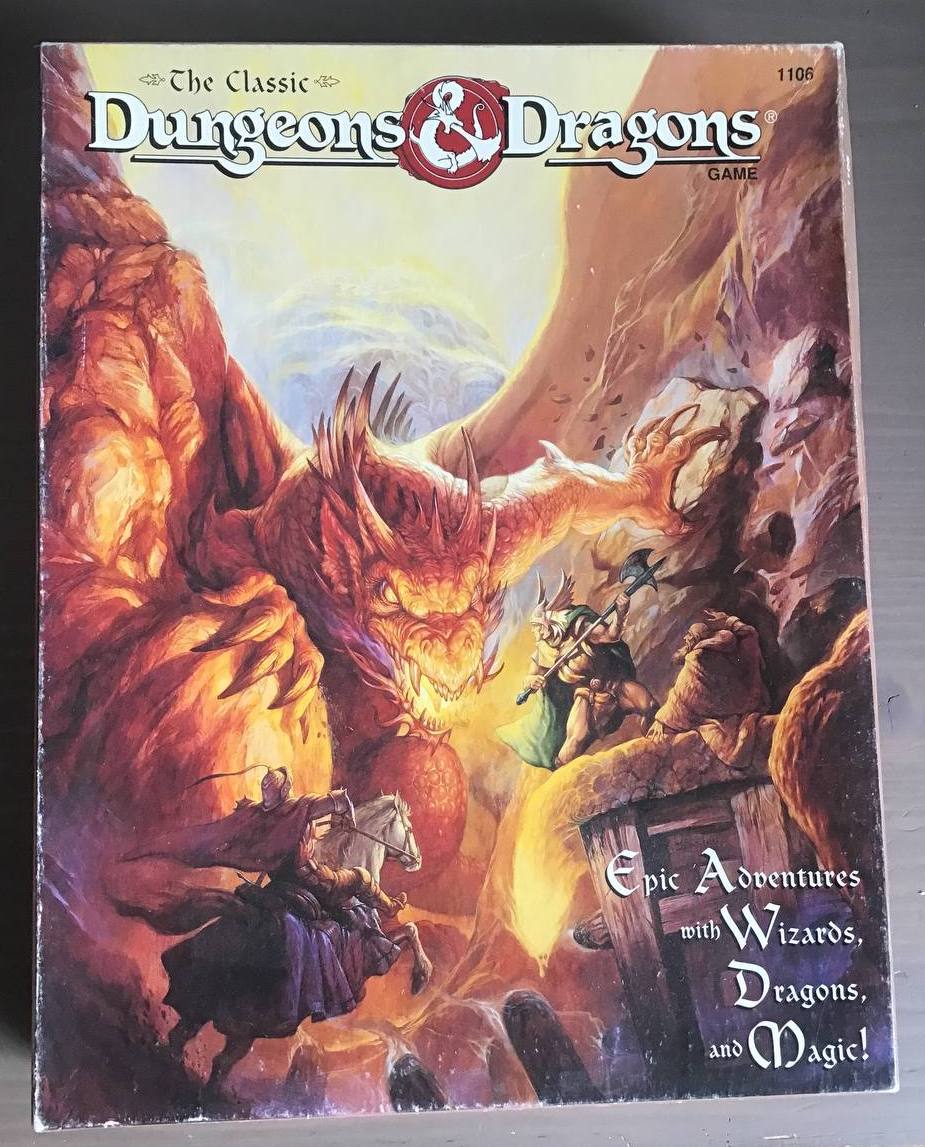 The Classic
1106
Dungeons & Dragons®
GAME
Epic Adventures
with Wizards,
Dragons,
and Magic!